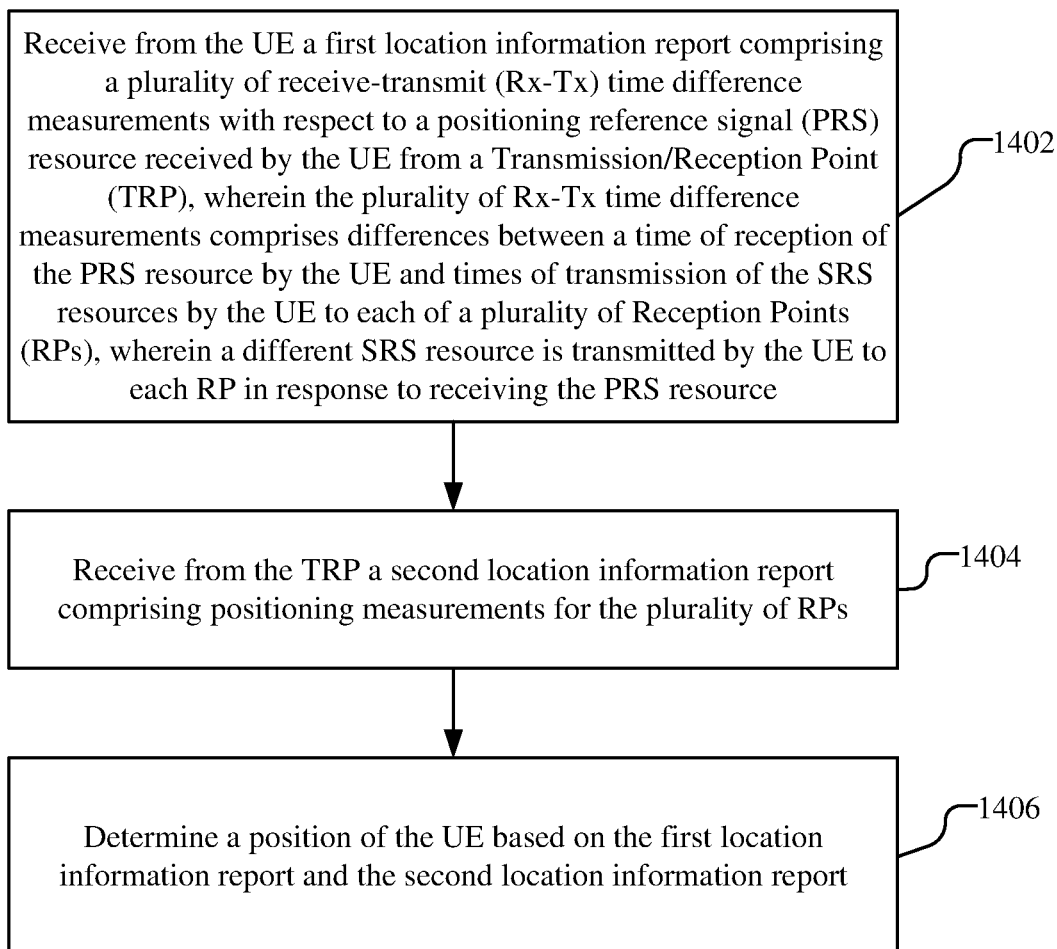 Receive from the UE a first location information report comprising
a plurality of receive-transmit (Rx-Tx) time difference
measurements with respect to a positioning reference signal (PRS)
resource received by the UE from a Transmission/Reception Point
(TRP), wherein the plurality of Rx-Tx time difference
measurements comprises differences between a time of reception of
the PRS resource by the UE and times of transmission of the SRS
resources by the UE to each of a plurality of Reception Points
(RPs), wherein a different SRS resource is transmitted by the UE to
each RP in response to receiving the PRS resource
1402
Receive from the TRP a second location information report
comprising positioning measurements for the plurality of RPs
1404
Determine a position of the UE based on the first location
information report and the second location information report
1406